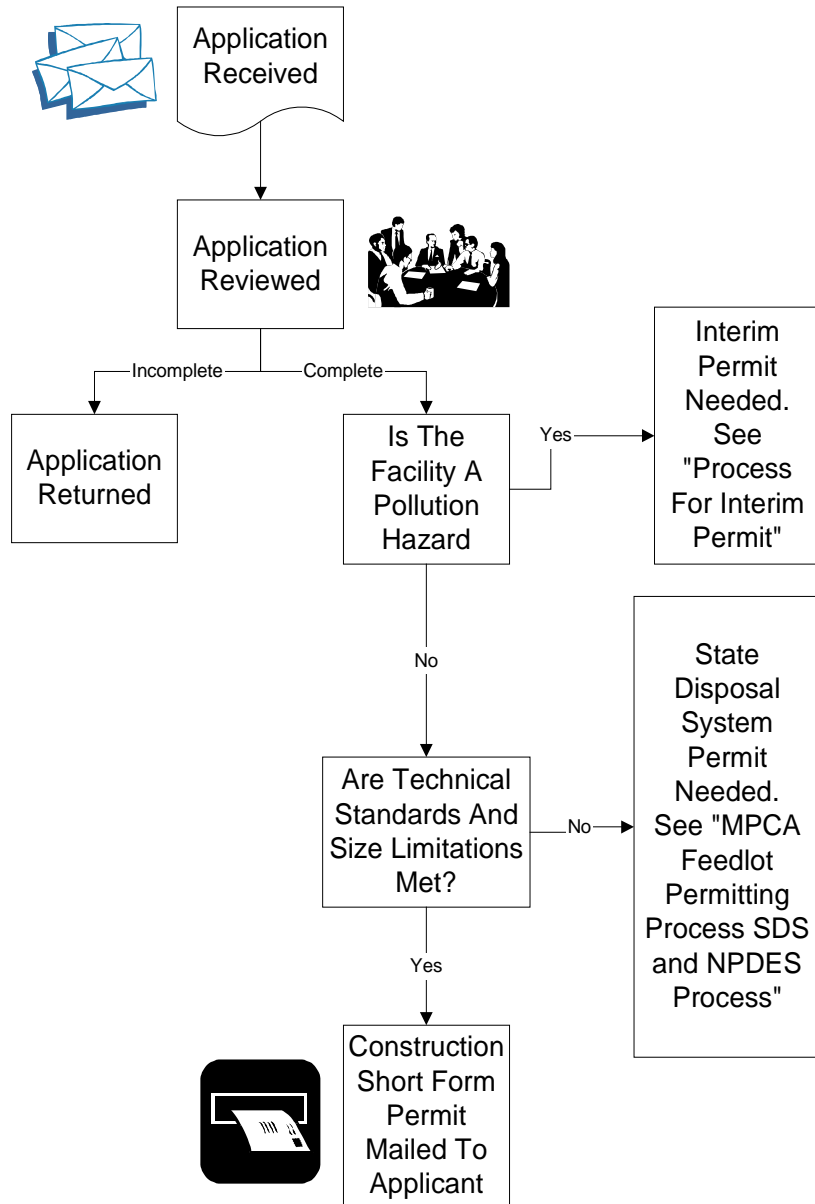 Application
Received
Application
Reviewed
Incomplete
Complete
Application
Returned
Is The
Facility A
Pollution
Hazard
Yes
Interim
Permit
Needed.
See
"Process
For Interim
Permit"
No
Are Technical
Standards And
Size Limitations
Met?
No
State
Disposal
System
Permit
Needed.
See "MPCA
Feedlot
Permitting
Process SDS
and NPDES
Process"
Yes
Construction
Short Form
Permit
Mailed To
Applicant